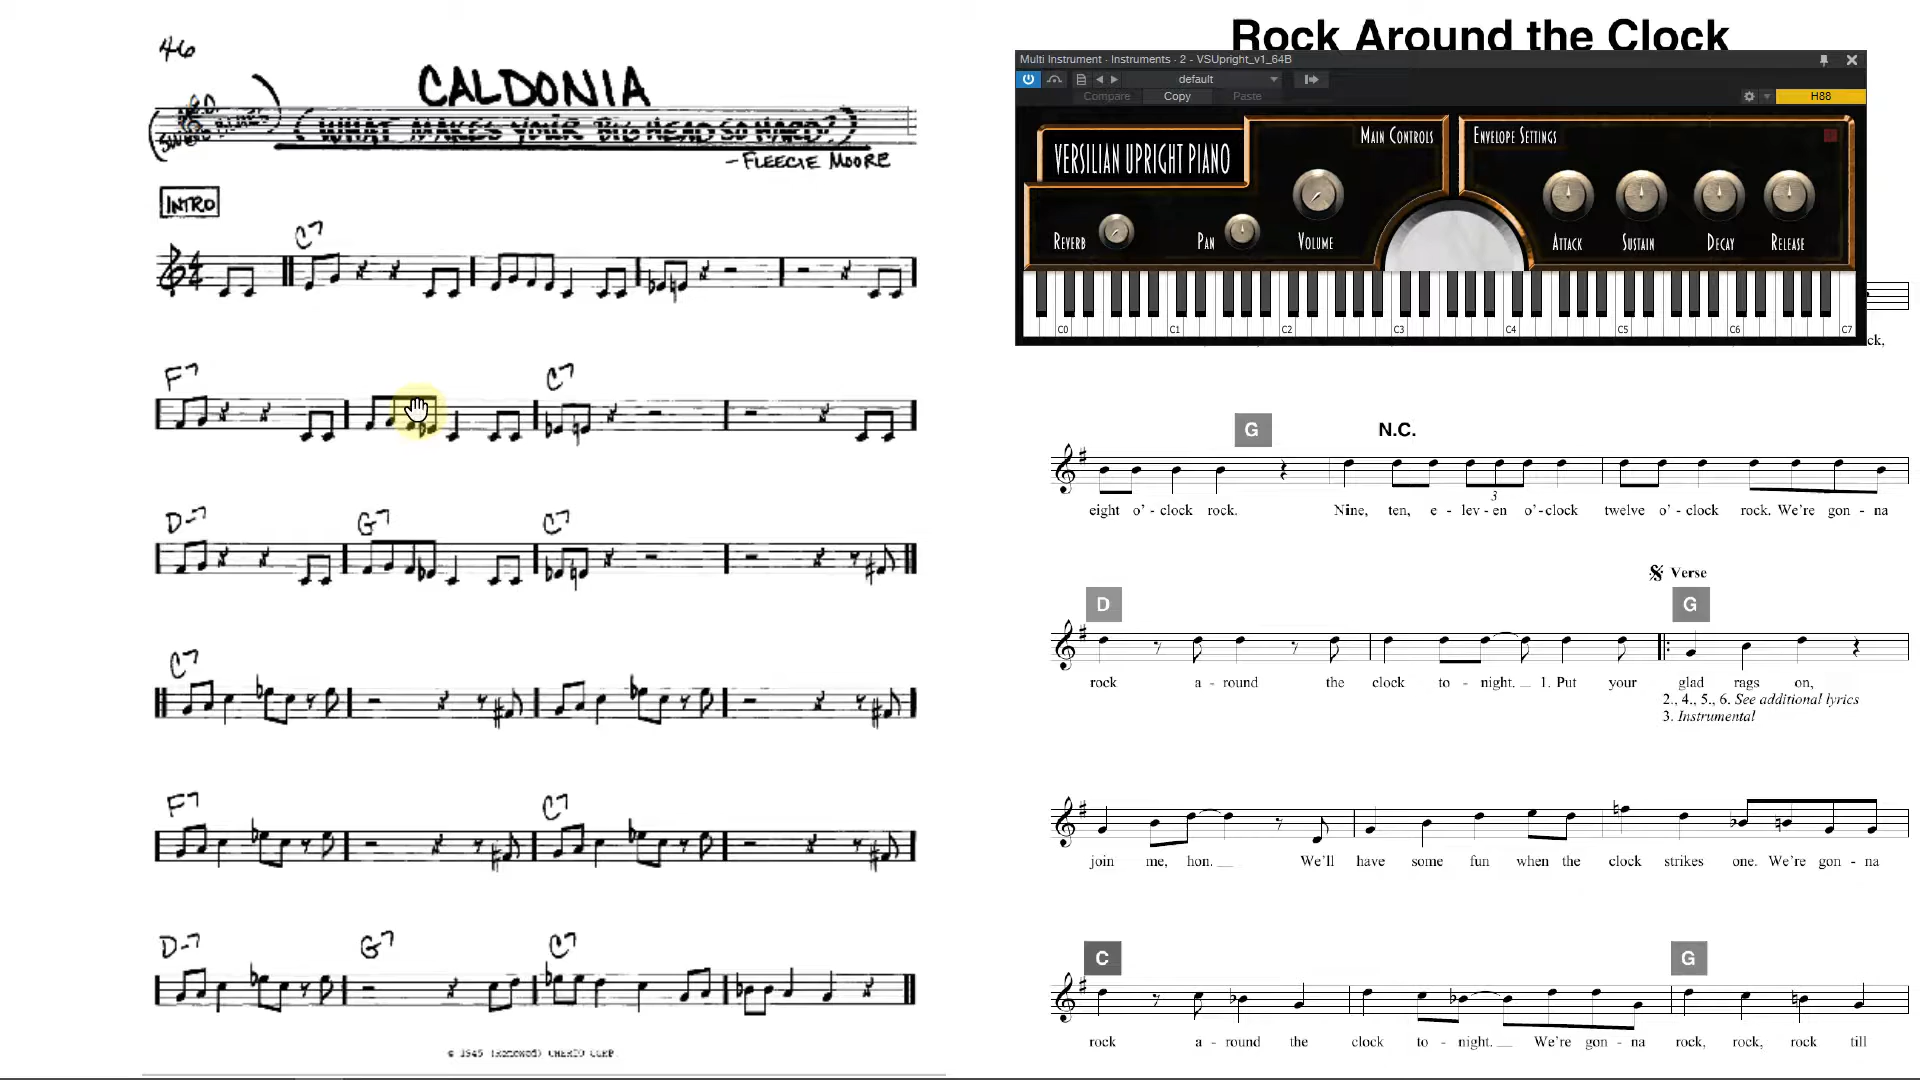 46
CALDONIA
(WHAT MAKES YOUR BIG HEAD SO HARD?)
- FLEECIE MOORE
INTRO
C7
F7 C7
D-7 G7 C7
C7
F7 C7
D-7 G7 C7
© 1945 (Renewed) CHERIO CORP.
Rock Around the Clock
Multi Instrument - Instruments - 2 - VSUpright_v1_64B
default
Compare Copy Paste
H88
VERSILIAN UPRIGHT PIANO
MAIN CONTROLS
ENVELOPE SETTINGS
REVERB PAN VOLUME
ATTACK SUSTAIN DECAY RELEASE
C0 C1 C2 C3 C4 C5 C6 C7
ck,
G N.C.
3
eight o' - clock rock. Nine, ten, e - lev - en o' - clock twelve o' - clock rock. We're gon - na
Verse
D G
rock a - round the clock to - night. 1. Put your glad rags on,
2., 4., 5., 6. See additional lyrics
3. Instrumental
join me, hon. We'll have some fun when the clock strikes one. We're gon - na
C G
rock a - round the clock to - night. We're gon - na rock, rock, rock till